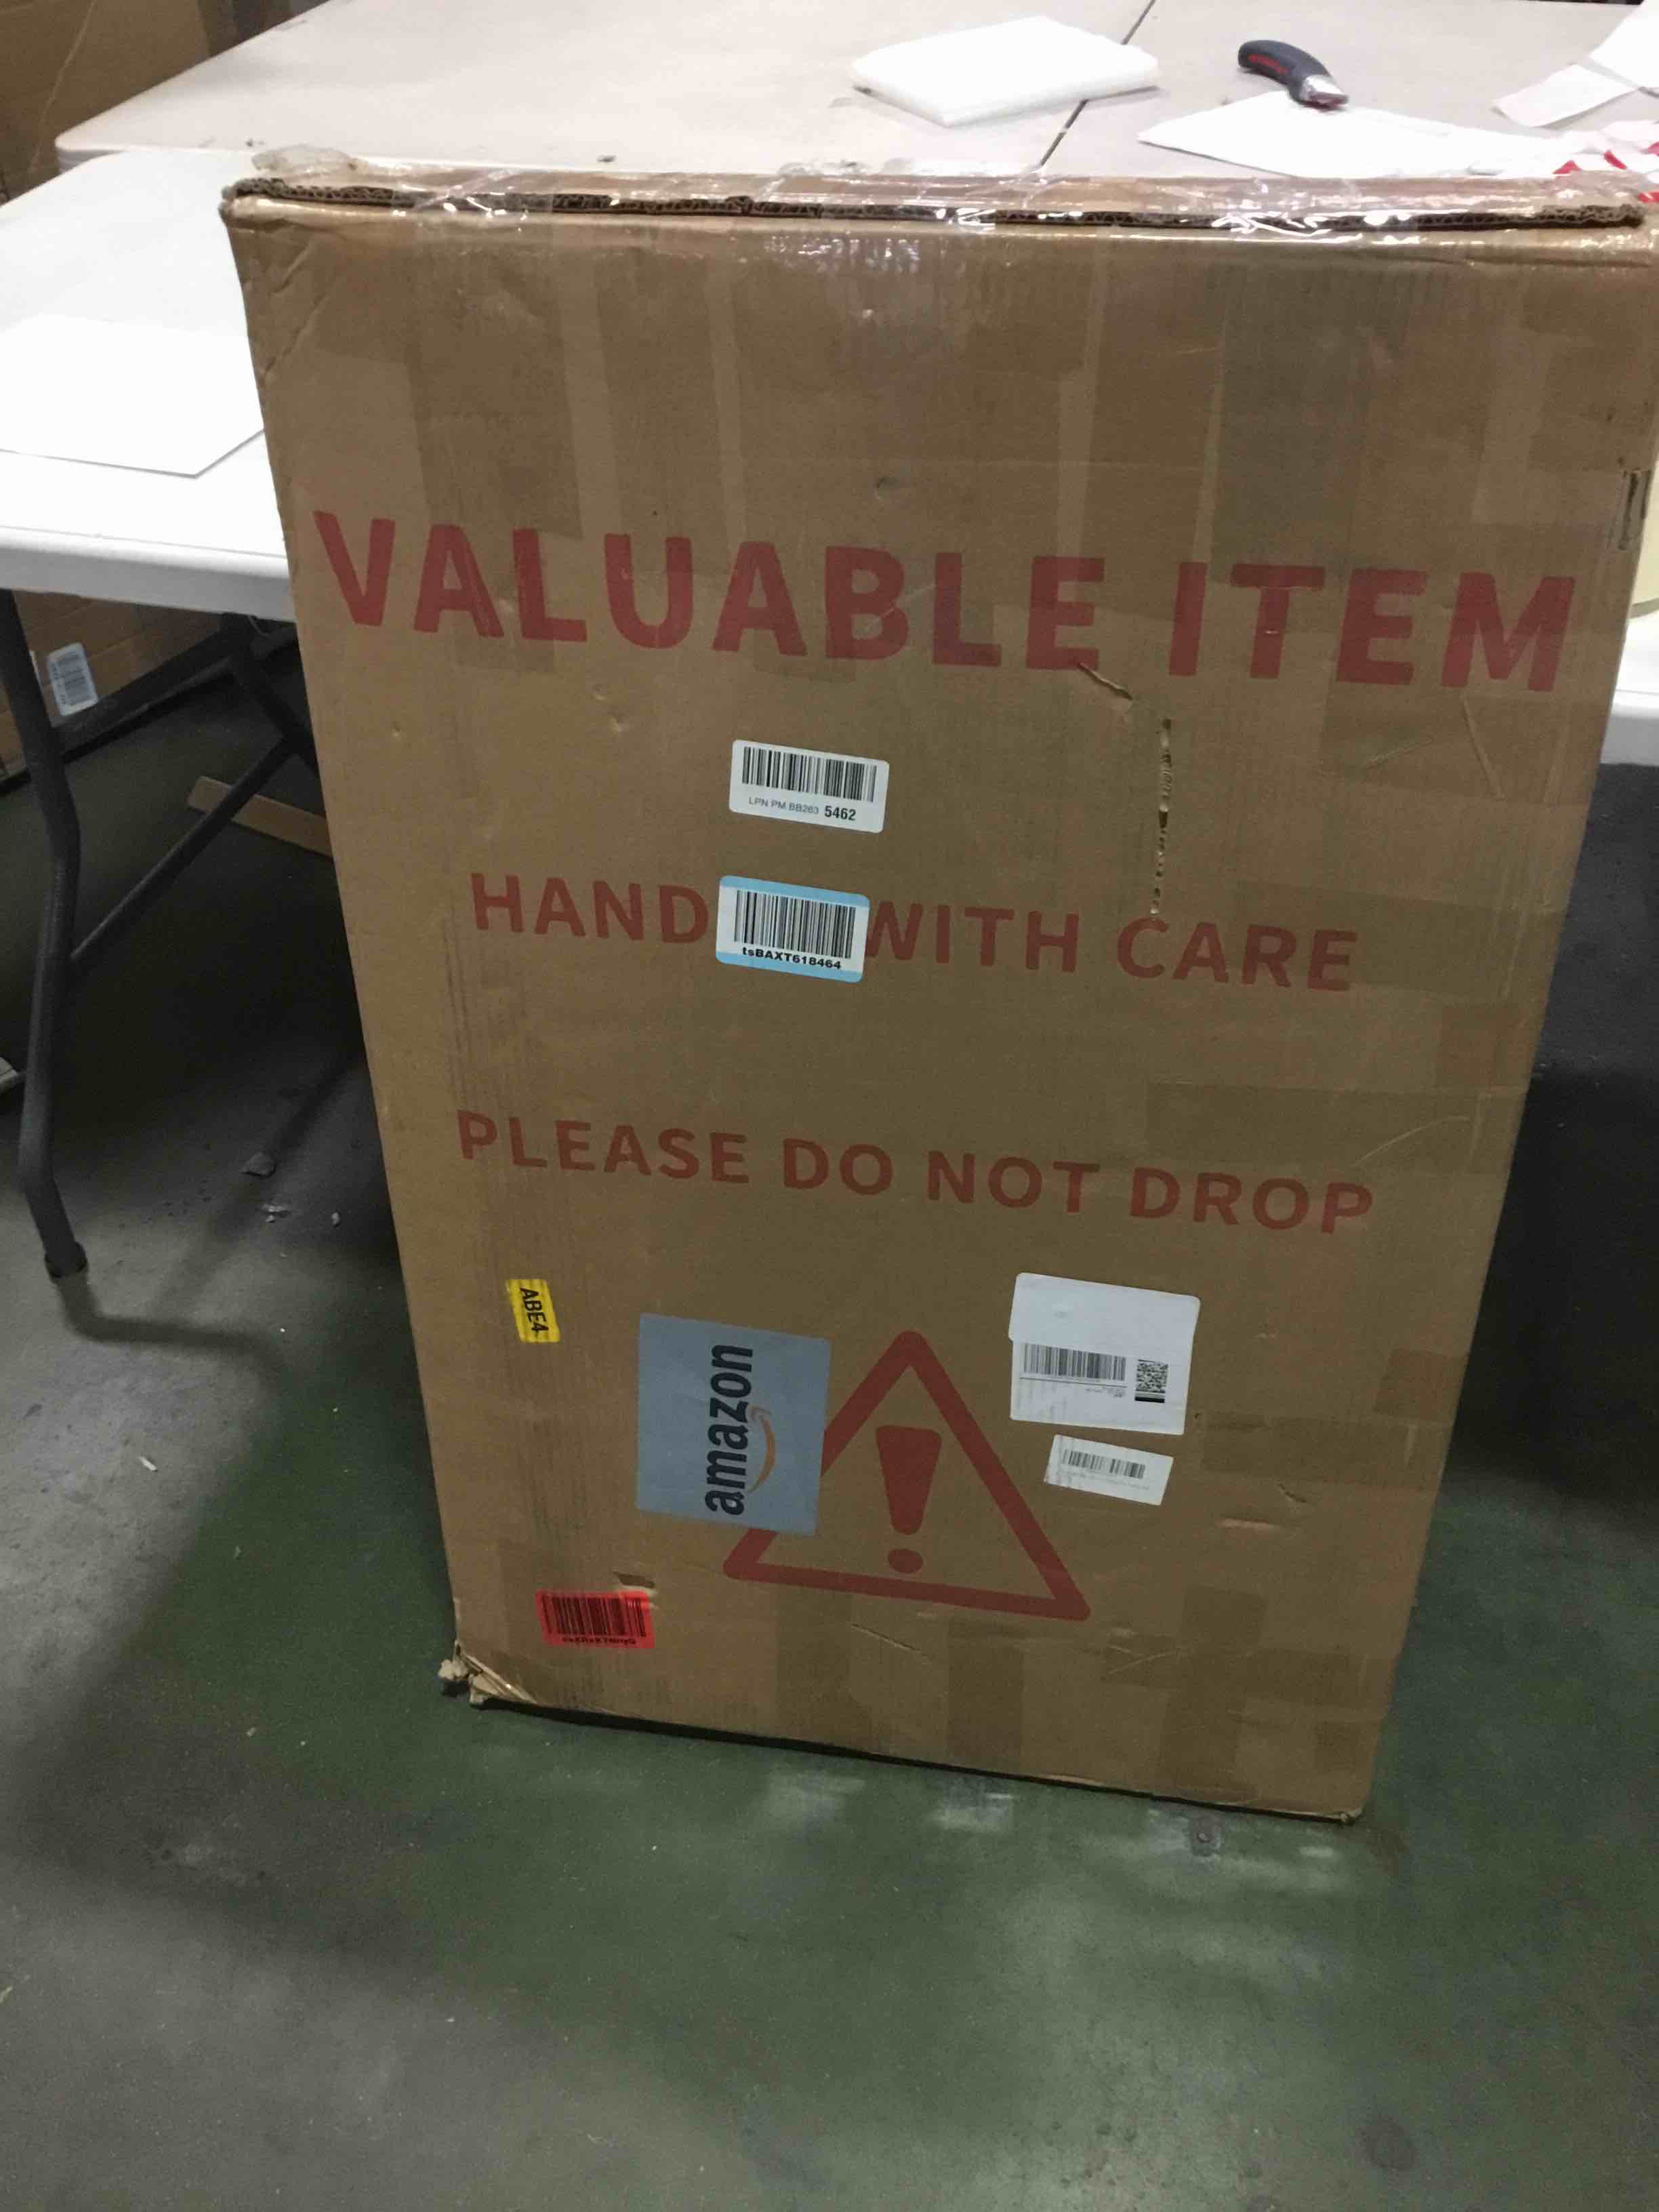 VALUABLE ITEM
LPN PM BB263 5462
HAND WITH CARE
tsBAXT618464
PLEASE DO NOT DROP
ABE4
amazon
!